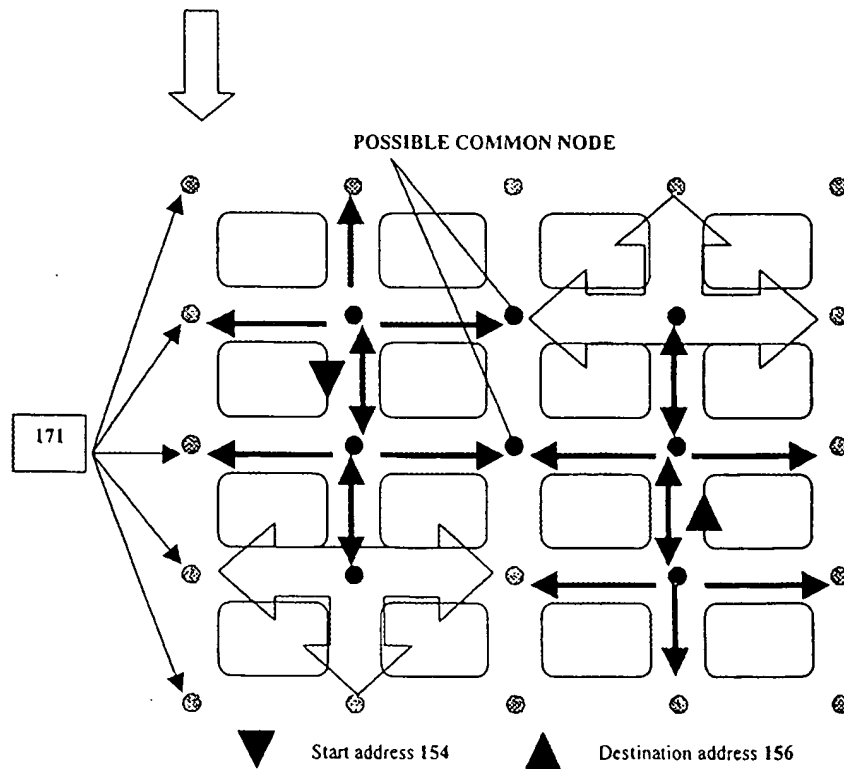 POSSIBLE COMMON NODE
171
Start address 154
Destination address 156